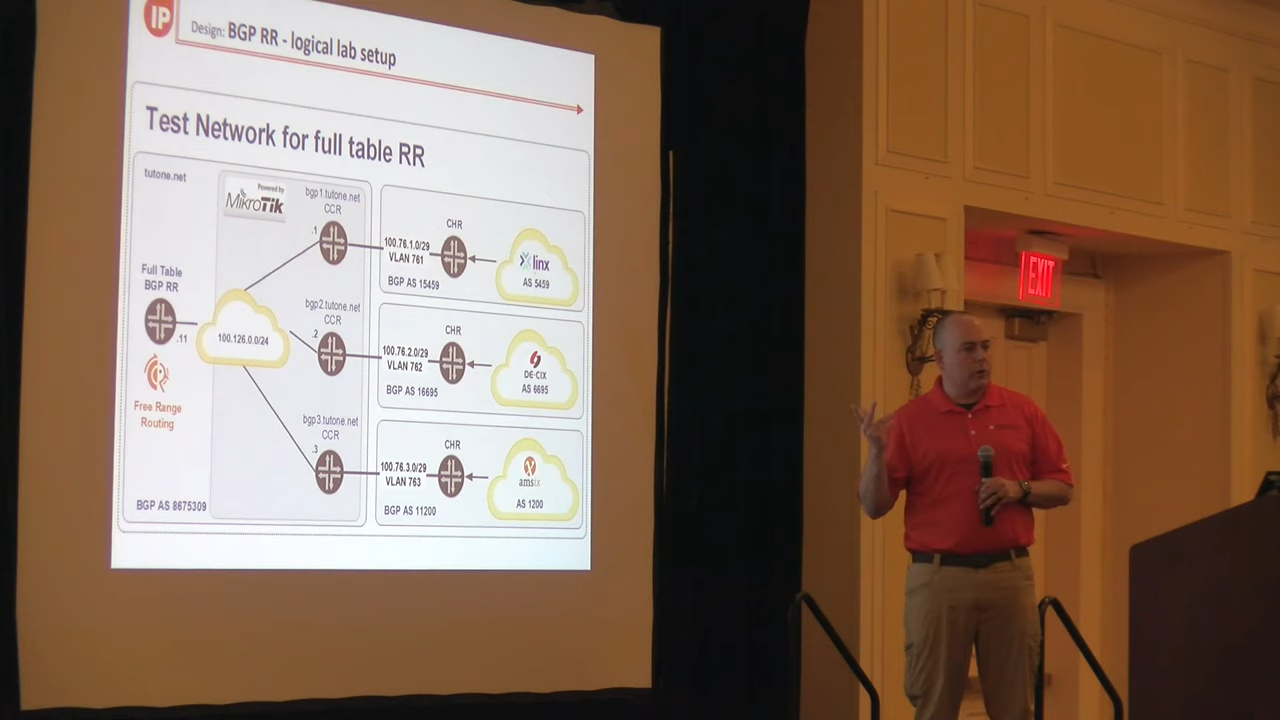 IP
Design: BGP RR - logical lab setup
Test Network for full table RR
tutone.net
Powered by
MikroTik
bgp1.tutone.net
CCR
.1
100.76.1.0/29
VLAN 761
BGP AS 15459
CHR
linx
AS 5459
Full Table
BGP RR
.11
100.126.0.0/24
Free Range
Routing
bgp2.tutone.net
CCR
.2
100.76.2.0/29
VLAN 762
BGP AS 16695
CHR
DE-CIX
AS 6695
bgp3.tutone.net
CCR
.3
100.76.3.0/29
VLAN 763
BGP AS 11200
CHR
amsix
AS 1200
BGP AS 8675309
EXIT